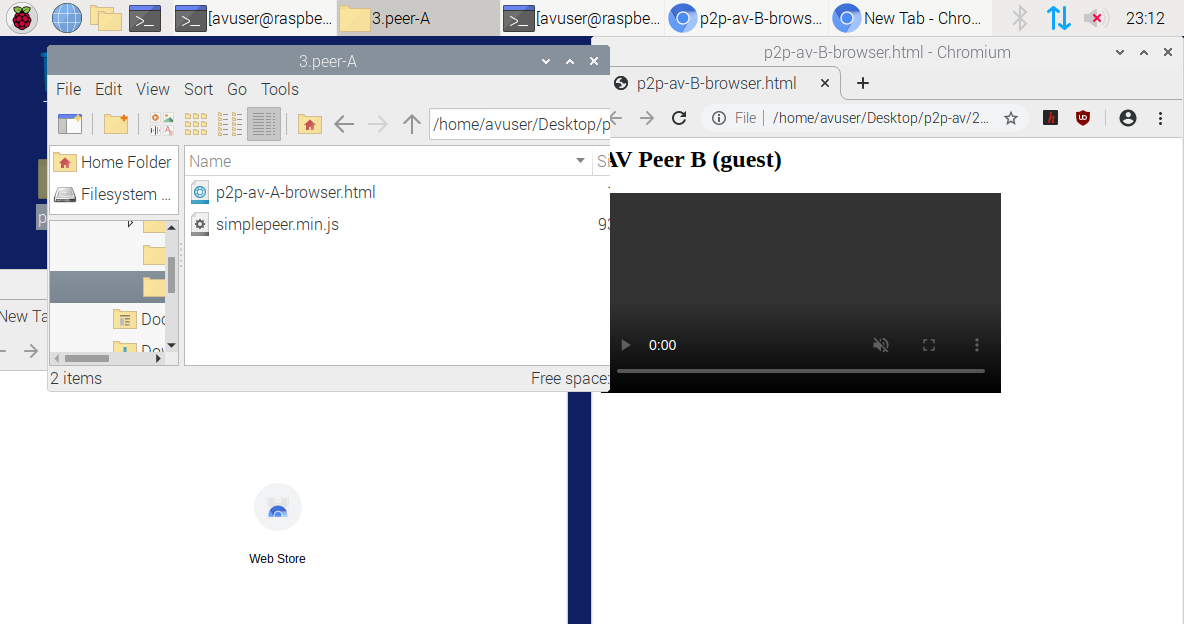 [avuser@raspbe...
3.peer-A
[avuser@raspbe...
p2p-av-B-brows...
New Tab - Chro...
23:12
3.peer-A
File Edit View Sort Go Tools
/home/avuser/Desktop/p
Home Folder
Filesystem ...
Name
p2p-av-A-browser.html
simplepeer.min.js
93
Doc
2 items
Free space:
New Ta
Web Store
p2p-av-B-browser.html - Chromium
p2p-av-B-browser.html
File
/home/avuser/Desktop/p2p-av/2...
AV Peer B (guest)
0:00